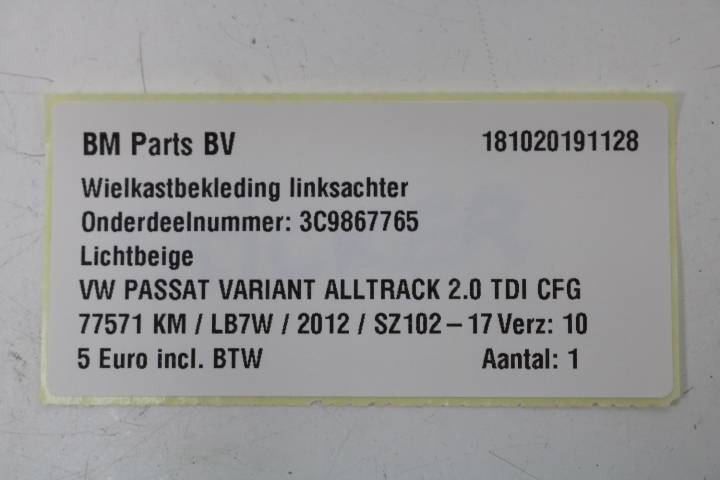 BM Parts BV 181020191128
Wielkastbekleding linksachter
Onderdeelnummer: 3C9867765
Lichtbeige
VW PASSAT VARIANT ALLTRACK 2.0 TDI CFG
77571 KM / LB7W / 2012 / SZ102 – 17 Verz: 10
5 Euro incl. BTW Aantal: 1